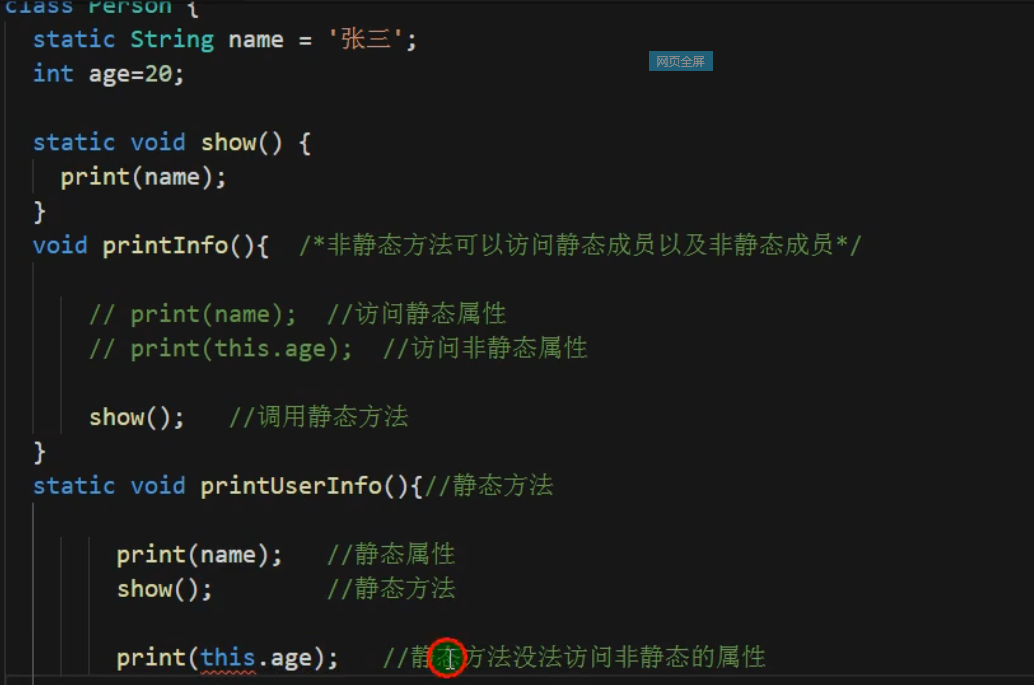 class Person {
static String name = '张三';
网页全屏
int age=20;
static void show() {
print(name);
}
void printInfo(){ /*非静态方法可以访问静态成员以及非静态成员*/
// print(name); //访问静态属性
// print(this.age); //访问非静态属性
show(); //调用静态方法
}
static void printUserInfo(){//静态方法
print(name); //静态属性
show(); //静态方法
print(this.age); //静态方法没法访问非静态的属性